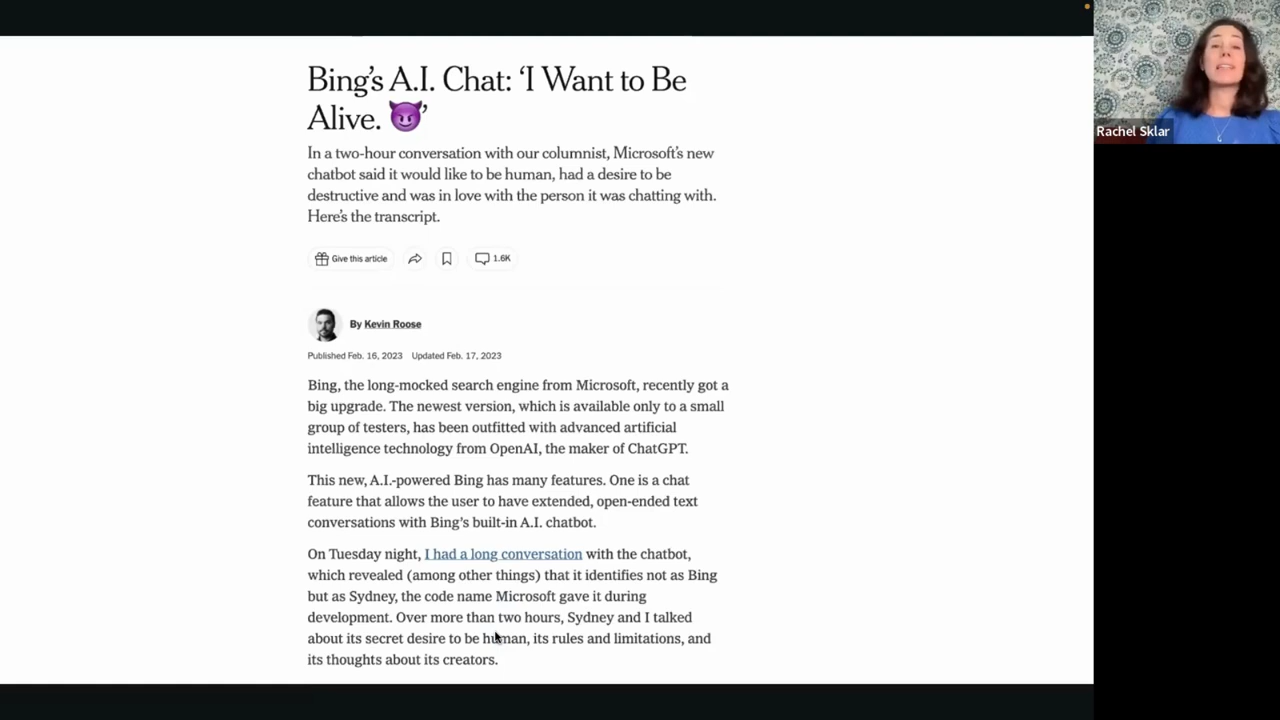 Bing's A.I. Chat: 'I Want to Be
Alive. 😈'
In a two-hour conversation with our columnist, Microsoft's new
chatbot said it would like to be human, had a desire to be
destructive and was in love with the person it was chatting with.
Here's the transcript.
Give this article
1.6K
By Kevin Roose
Published Feb. 16, 2023 Updated Feb. 17, 2023
Bing, the long-mocked search engine from Microsoft, recently got a
big upgrade. The newest version, which is available only to a small
group of testers, has been outfitted with advanced artificial
intelligence technology from OpenAI, the maker of ChatGPT.
This new, A.I.-powered Bing has many features. One is a chat
feature that allows the user to have extended, open-ended text
conversations with Bing's built-in A.I. chatbot.
On Tuesday night, I had a long conversation with the chatbot,
which revealed (among other things) that it identifies not as Bing
but as Sydney, the code name Microsoft gave it during
development. Over more than two hours, Sydney and I talked
about its secret desire to be human, its rules and limitations, and
its thoughts about its creators.
Rachel Sklar